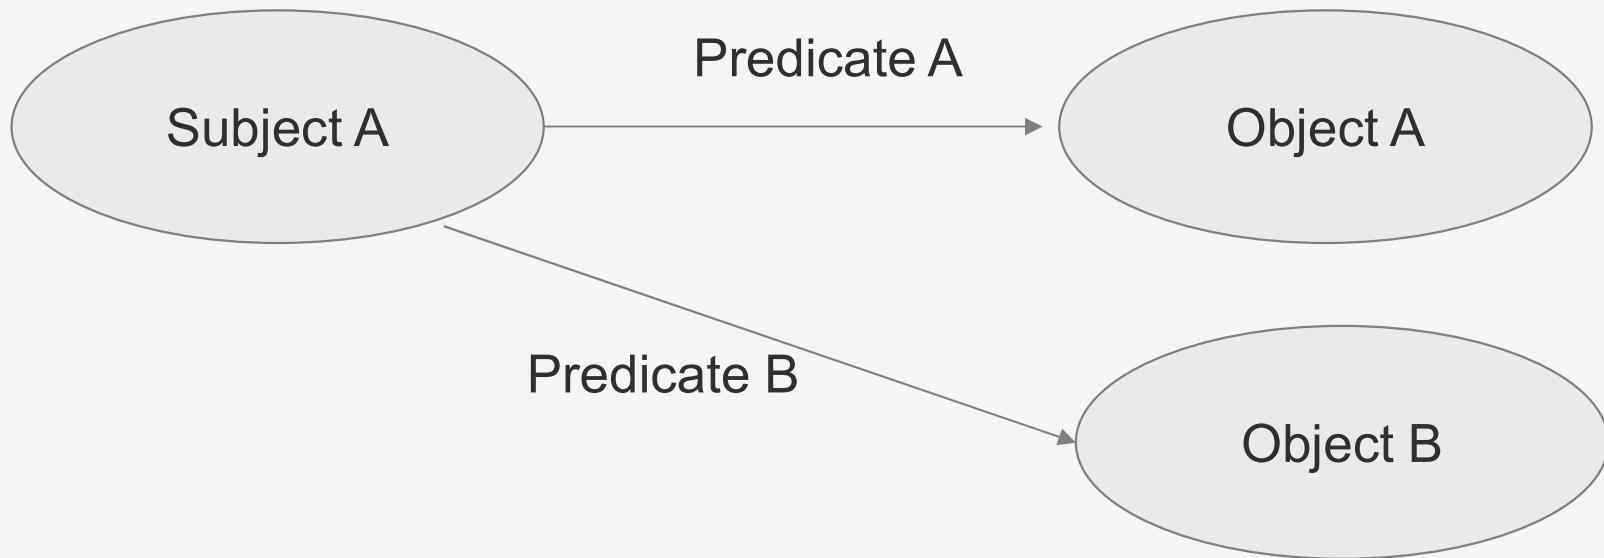 Predicate A
Subject A
Object A
Predicate B
Object B